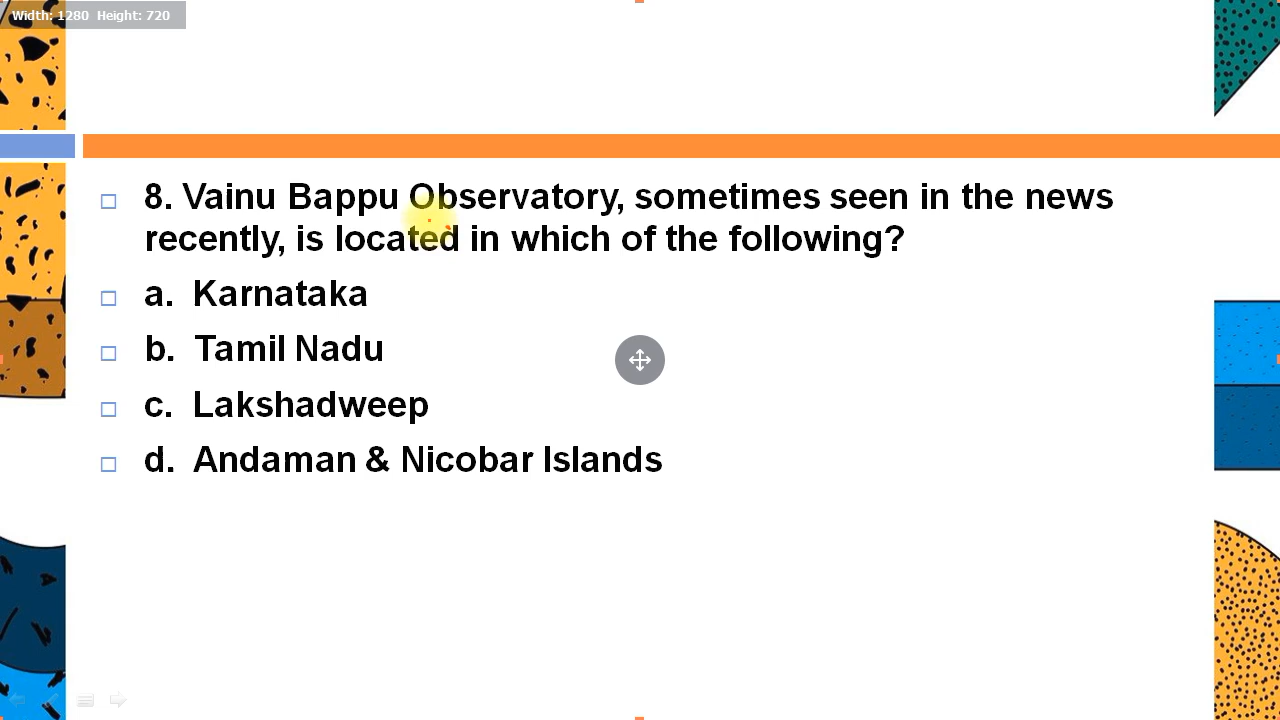 Width: 1280 Height: 720
8. Vainu Bappu Observatory, sometimes seen in the news
recently, is located in which of the following?
a. Karnataka
b. Tamil Nadu
c. Lakshadweep
d. Andaman & Nicobar Islands